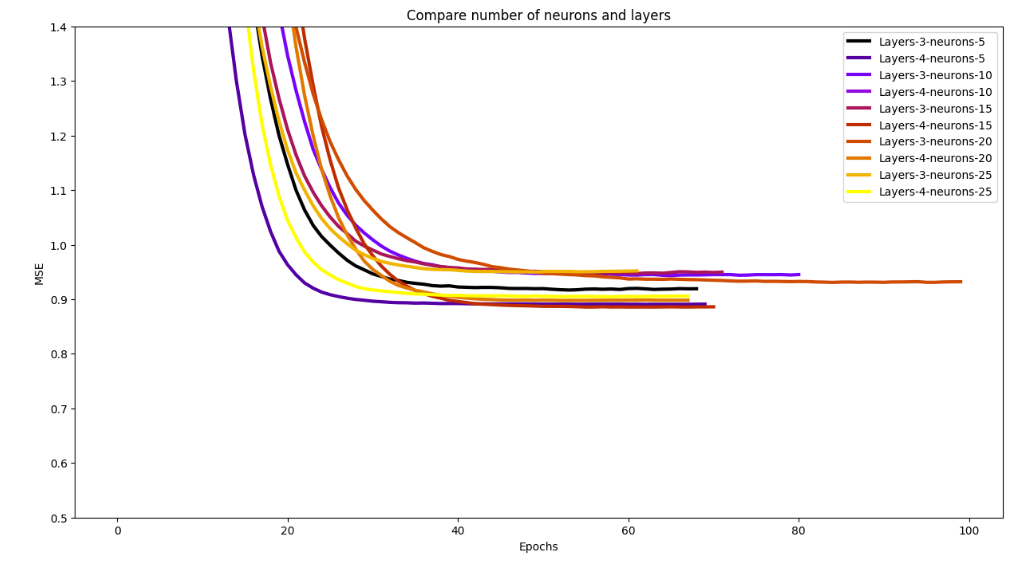 Compare number of neurons and layers
1.4
1.3
1.2
1.1
1.0
0.9
0.8
0.7
0.6
0.5
MSE
0
20
40
60
80
100
Epochs
Layers-3-neurons-5
Layers-4-neurons-5
Layers-3-neurons-10
Layers-4-neurons-10
Layers-3-neurons-15
Layers-4-neurons-15
Layers-3-neurons-20
Layers-4-neurons-20
Layers-3-neurons-25
Layers-4-neurons-25